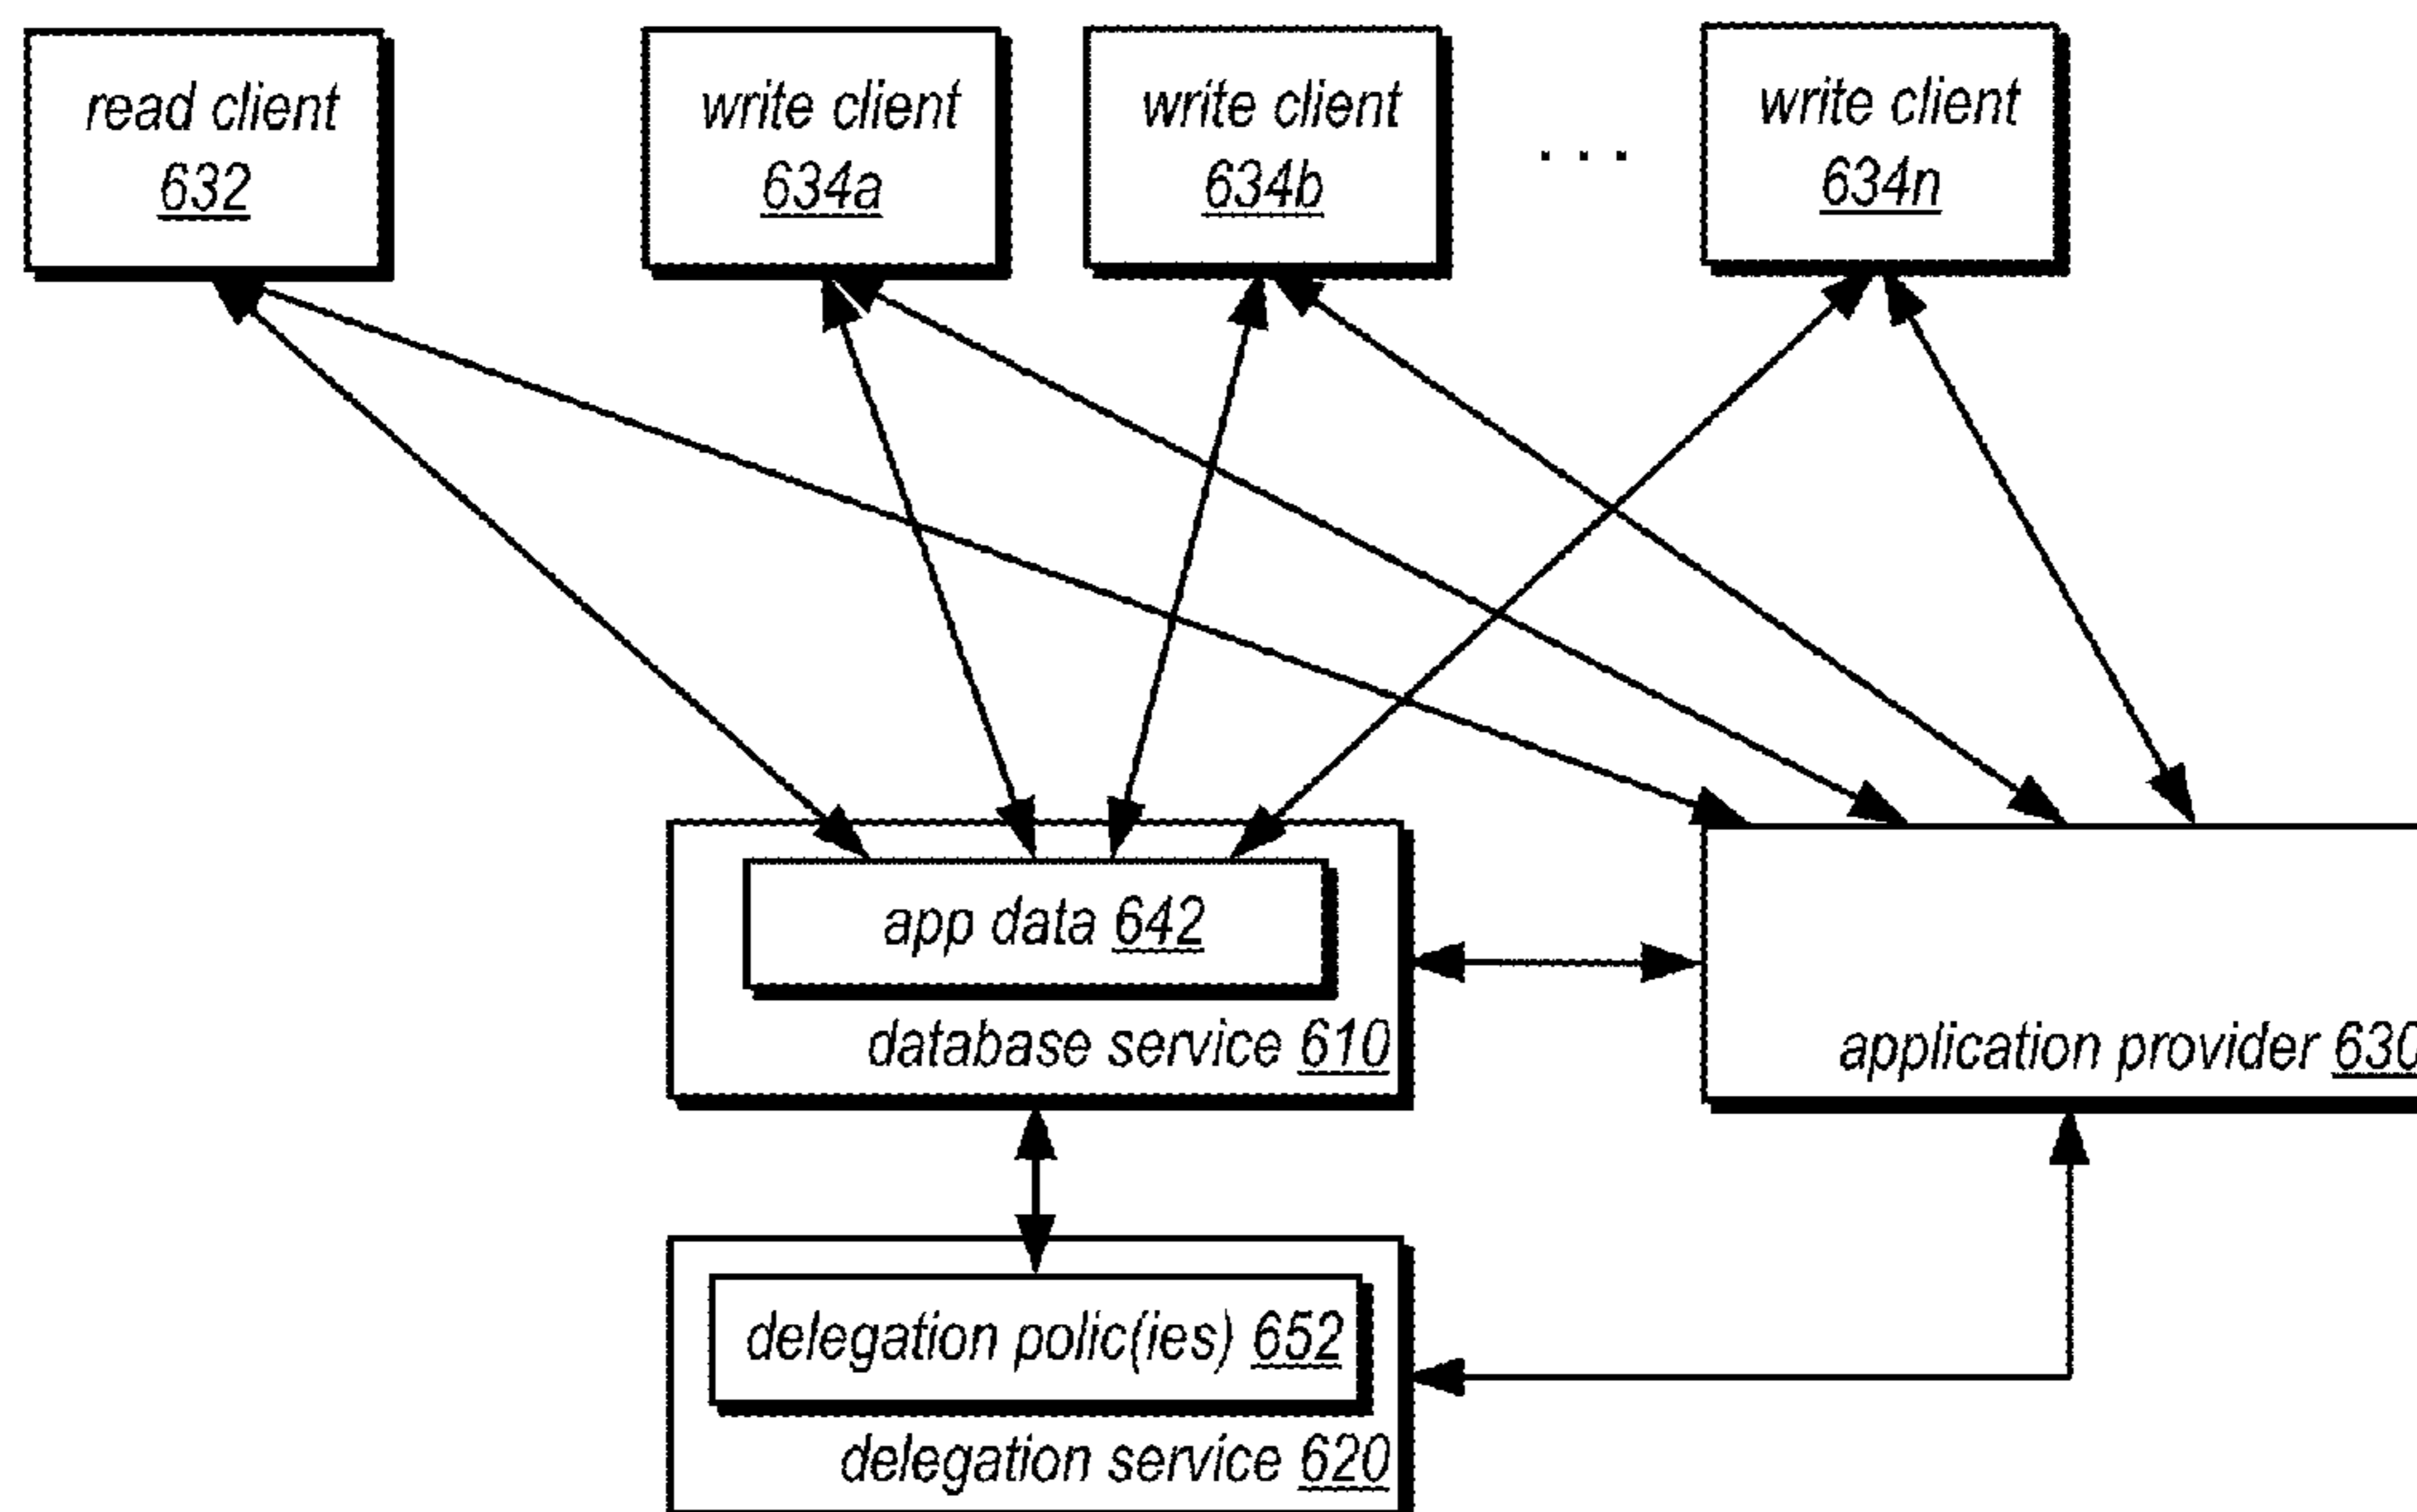 read client
632
write client
634a
write client
634b
. . .
write client
634n
app data 642
database service 610
application provider 630
delegation polic(ies) 652
delegation service 620